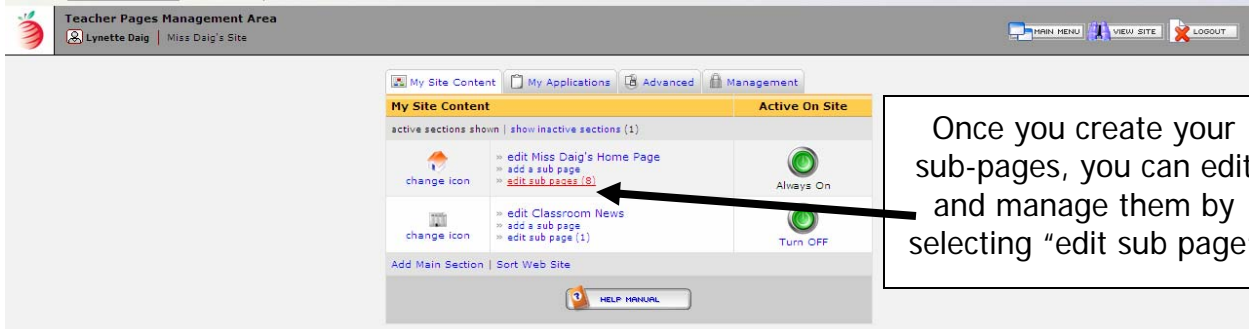 Teacher Pages Management Area
Lynette Daig | Miss Daig's Site
MAIN MENU VIEW SITE LOGOUT
My Site Content My Applications Advanced Management
My Site Content Active On Site
active sections shown | show inactive sections (1)
» edit Miss Daig's Home Page
» add a sub page
change icon » edit sub pages (8) Always On
» edit Classroom News
» add a sub page
change icon » edit sub page (1) Turn OFF
Add Main Section | Sort Web Site
HELP MANUAL
Once you create your
sub-pages, you can edit
and manage them by
selecting “edit sub page